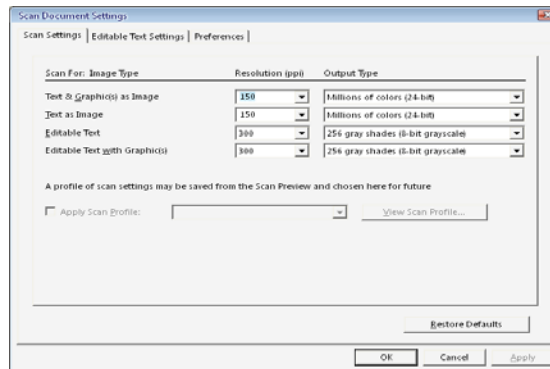 Scan Document Settings
Scan Settings Editable Text Settings Preferences
Scan For: Image Type Resolution (ppi) Output Type
Text & Graphic(s) as Image 150 Millions of colors (24-bit)
Text as Image 150 Millions of colors (24-bit)
Editable Text 300 256 gray shades (8-bit grayscale)
Editable Text with Graphic(s) 300 256 gray shades (8-bit grayscale)
A profile of scan settings may be saved from the Scan Preview and chosen here for future
Apply Scan Profile: View Scan Profile...
Restore Defaults
OK Cancel Apply